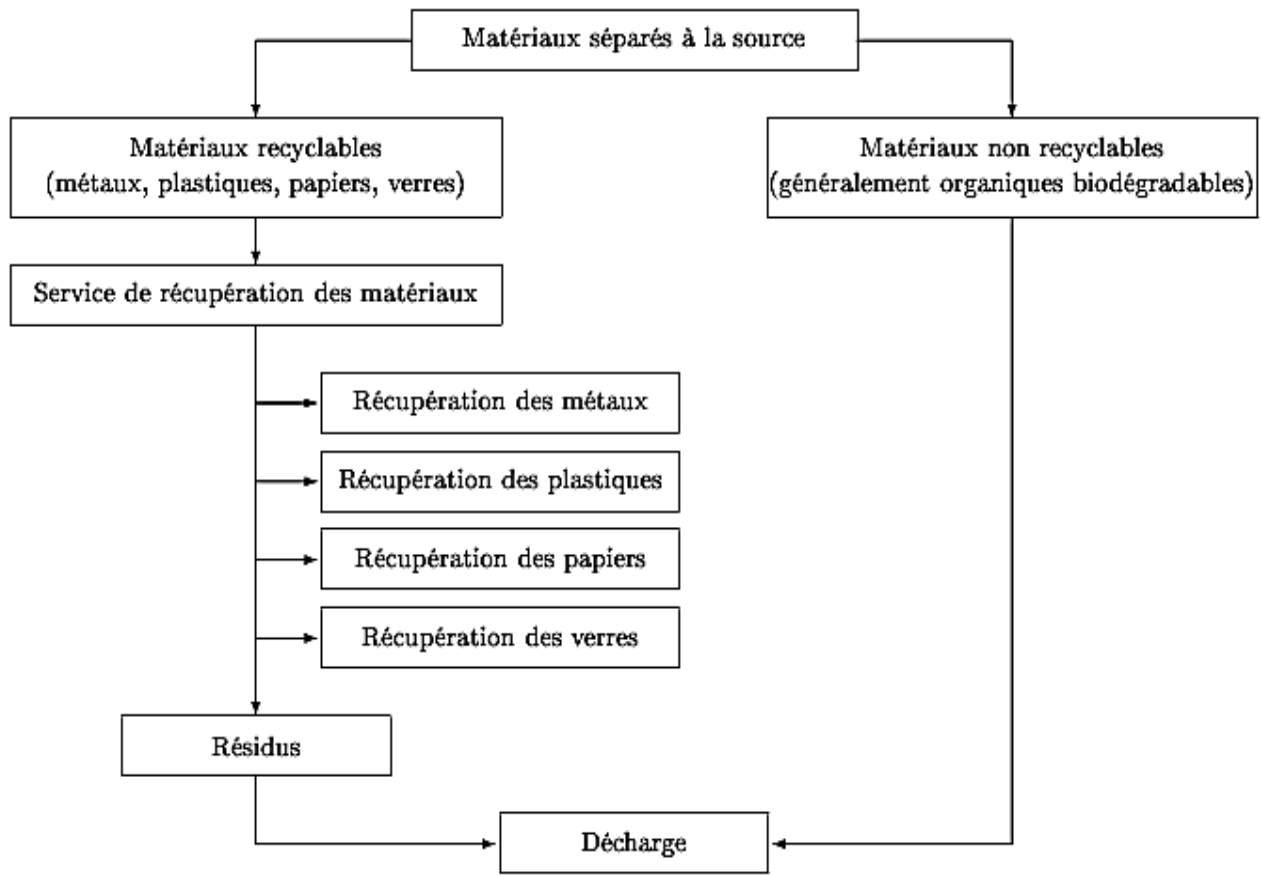 Matériaux séparés à la source
Matériaux recyclables
(métaux, plastiques, papiers, verres)
Matériaux non recyclables
(généralement organiques biodégradables)
Service de récupération des matériaux
Récupération des métaux
Récupération des plastiques
Récupération des papiers
Récupération des verres
Résidus
Décharge